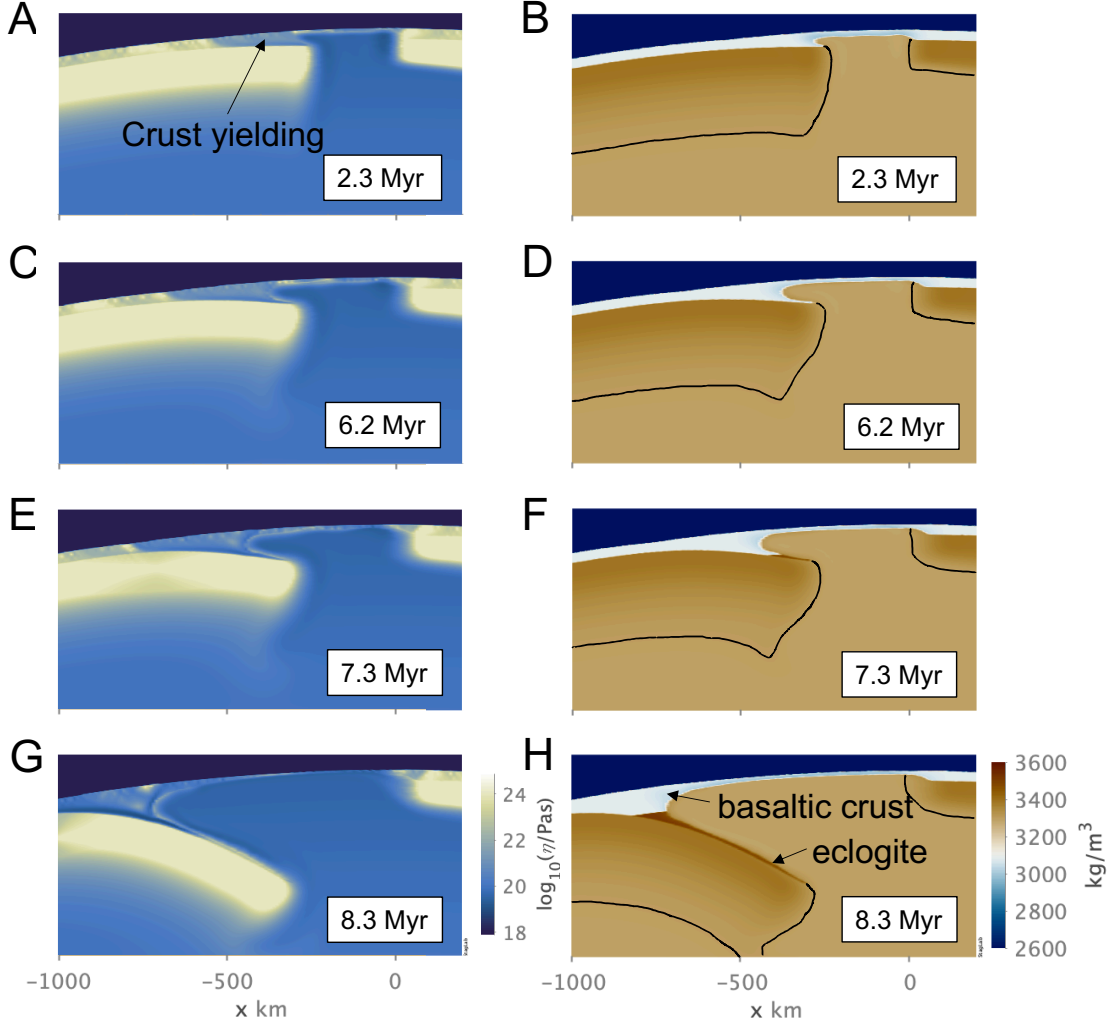 A
B
Crust yielding
2.3 Myr
2.3 Myr
C
D
6.2 Myr
6.2 Myr
E
F
7.3 Myr
7.3 Myr
G
H
24
22
20
18
log10(η/Pas)
8.3 Myr
basaltic crust
eclogite
8.3 Myr
3600
3400
3200
3000
2800
2600
kg/m³
StagLab
StagLab
−1000
−500
0
x km
−1000
−500
0
x km